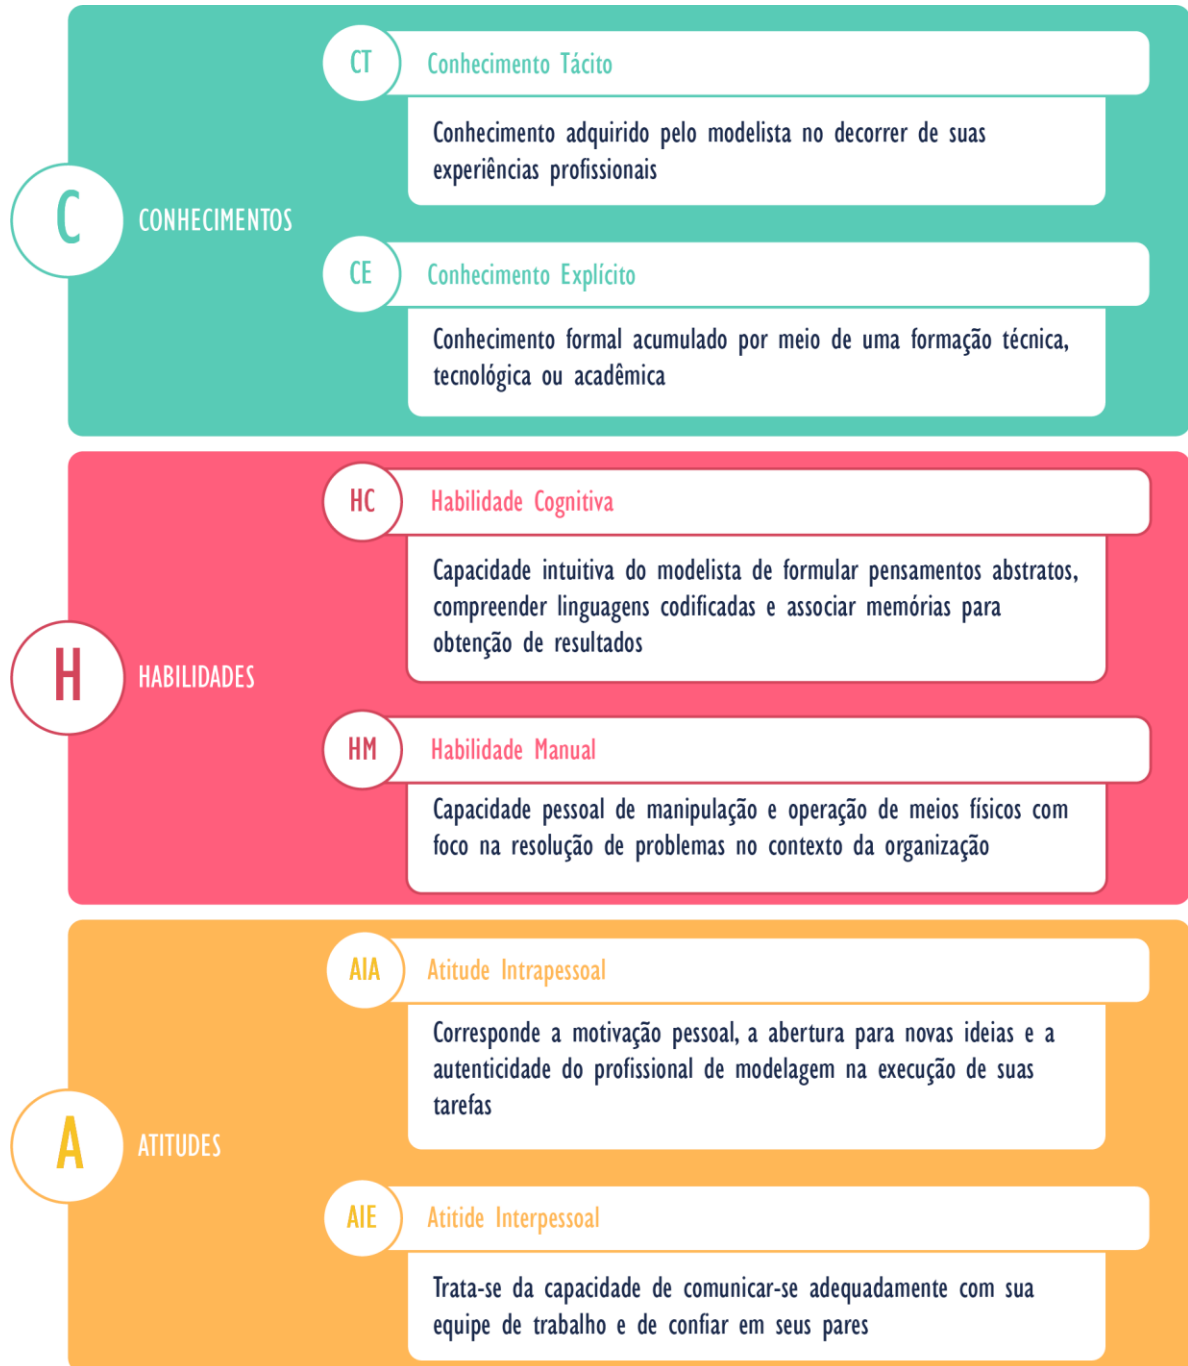 CT
Conhecimento Tácito
Conhecimento adquirido pelo modelista no decorrer de suas
experiências profissionais
C
CONHECIMENTOS
CE
Conhecimento Explícito
Conhecimento formal acumulado por meio de uma formação técnica,
tecnológica ou acadêmica
HC
Habilidade Cognitiva
Capacidade intuitiva do modelista de formular pensamentos abstratos,
compreender linguagens codificadas e associar memórias para
obtenção de resultados
H
HABILIDADES
HM
Habilidade Manual
Capacidade pessoal de manipulação e operação de meios físicos com
foco na resolução de problemas no contexto da organização
AIA
Atitude Intrapessoal
Corresponde a motivação pessoal, a abertura para novas ideias e a
autenticidade do profissional de modelagem na execução de suas
tarefas
A
ATITUDES
AIE
Atitide Interpessoal
Trata-se da capacidade de comunicar-se adequadamente com sua
equipe de trabalho e de confiar em seus pares